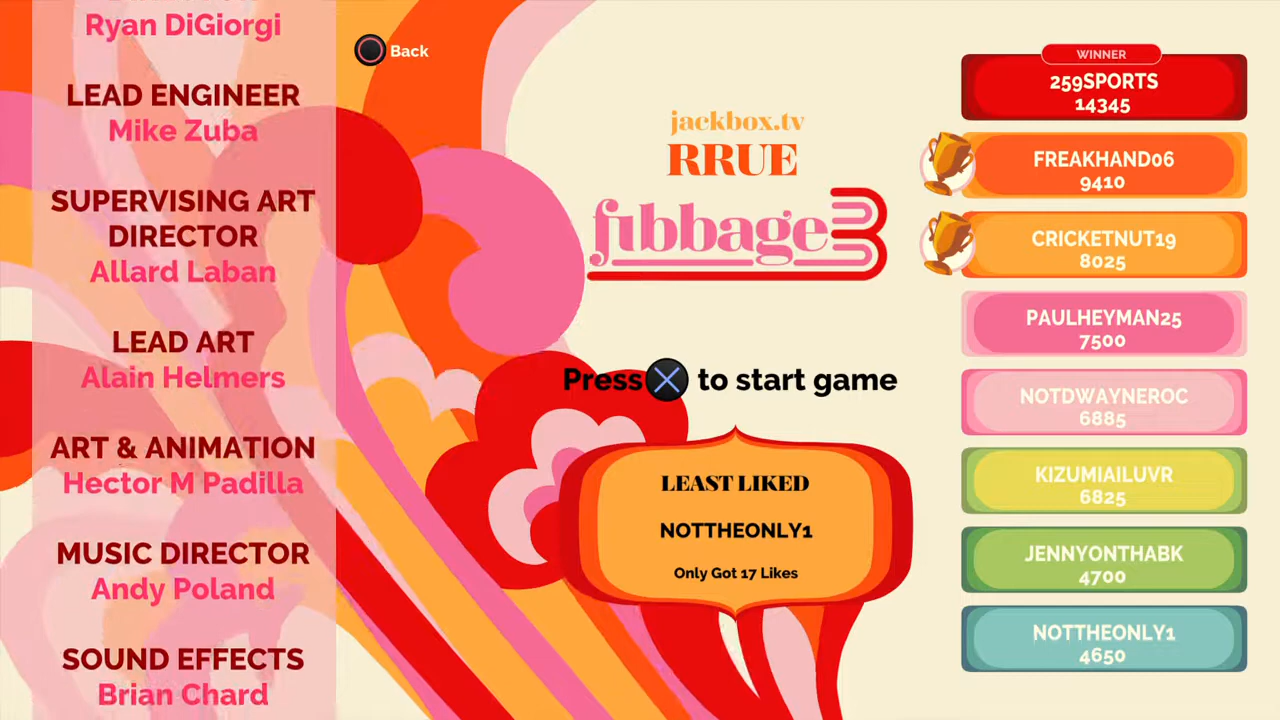 Ryan DiGiorgi
LEAD ENGINEER
Mike Zuba
SUPERVISING ART
DIRECTOR
Allard Laban
LEAD ART
Alain Helmers
ART & ANIMATION
Hector M Padilla
MUSIC DIRECTOR
Andy Poland
SOUND EFFECTS
Brian Chard
Back
jackbox.tv
RRUE
fibbage 3
Press to start game
LEAST LIKED
NOTTHEONLY1
Only Got 17 Likes
WINNER
259SPORTS
14345
FREAKHAND06
9410
CRICKETNUT19
8025
PAULHEYMAN25
7500
NOTDWAYNEROC
6885
KIZUMIAILUVR
6825
JENNYONTHABK
4700
NOTTHEONLY1
4650